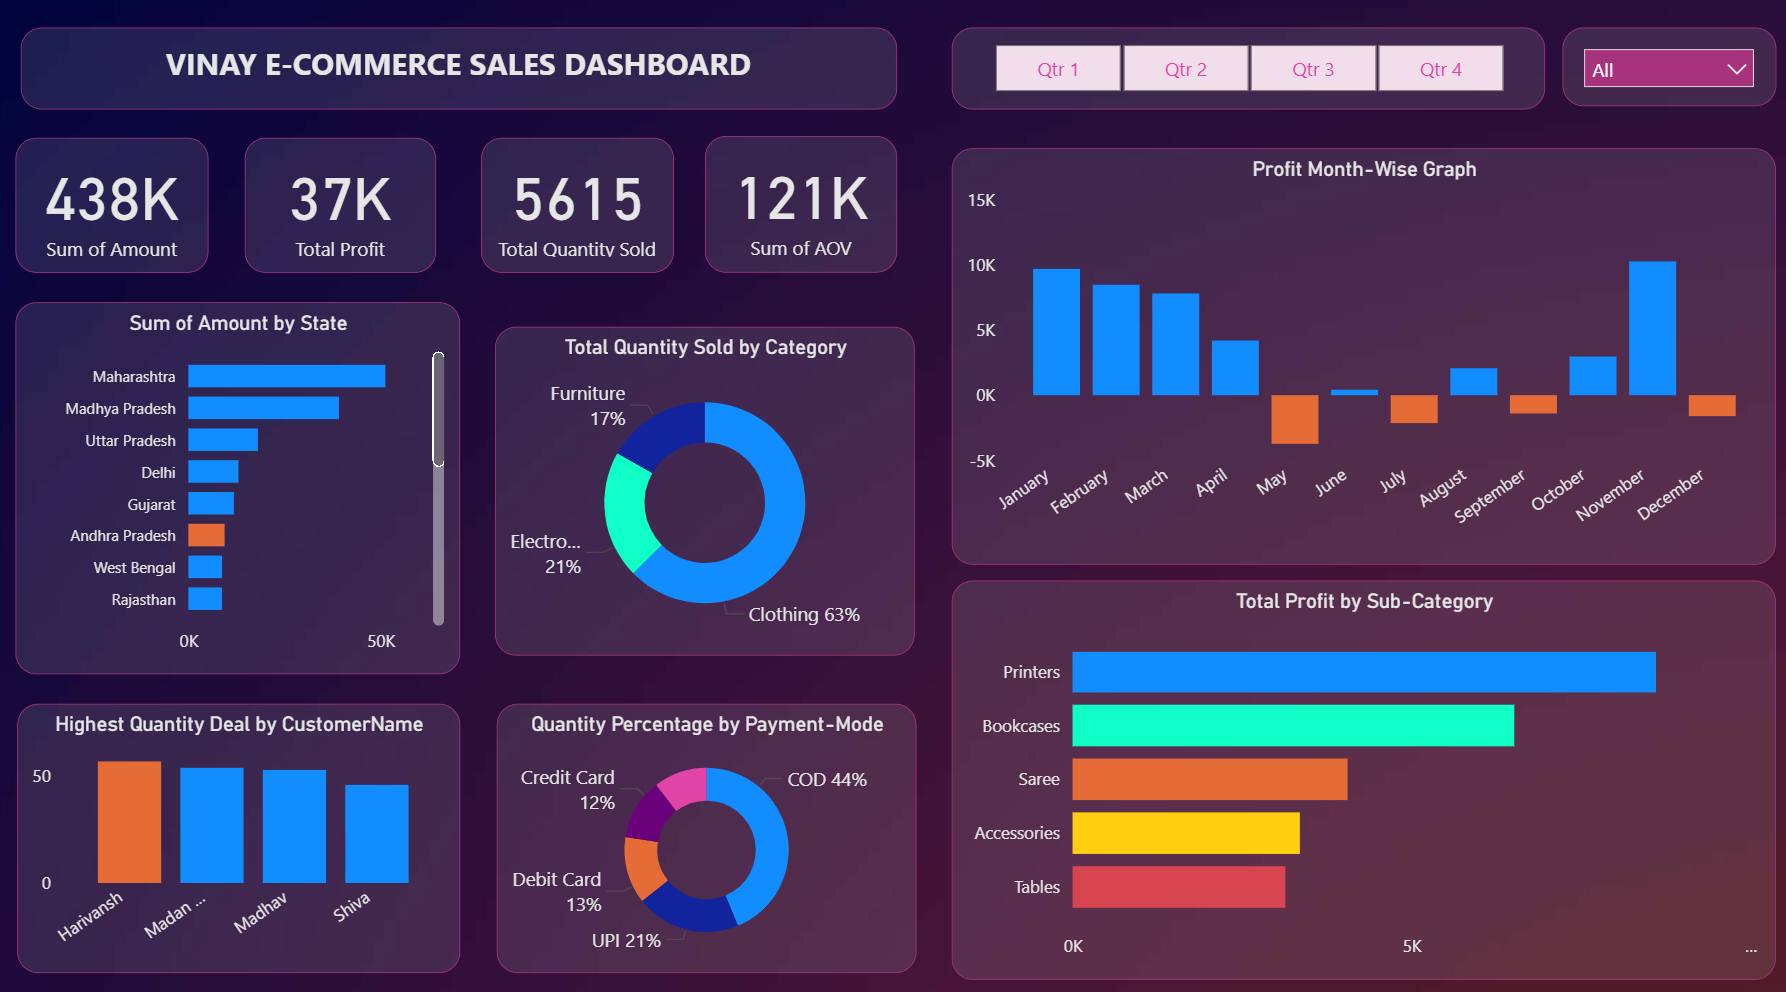 VINAY E-COMMERCE SALES DASHBOARD
Qtr 1
Qtr 2
Qtr 3
Qtr 4
All
438K
Sum of Amount
37K
Total Profit
5615
Total Quantity Sold
121K
Sum of AOV
Sum of Amount by State
Maharashtra
Madhya Pradesh
Uttar Pradesh
Delhi
Gujarat
Andhra Pradesh
West Bengal
Rajasthan
0K
50K
Total Quantity Sold by Category
Furniture
17%
Electro...
21%
Clothing 63%
Profit Month-Wise Graph
15K
10K
5K
0K
-5K
January
February
March
April
May
June
July
August
September
October
November
December
Highest Quantity Deal by CustomerName
50
0
Harivansh
Madan ...
Madhav
Shiva
Quantity Percentage by Payment-Mode
Credit Card
12%
COD 44%
Debit Card
13%
UPI 21%
Total Profit by Sub-Category
Printers
Bookcases
Saree
Accessories
Tables
0K
5K
...